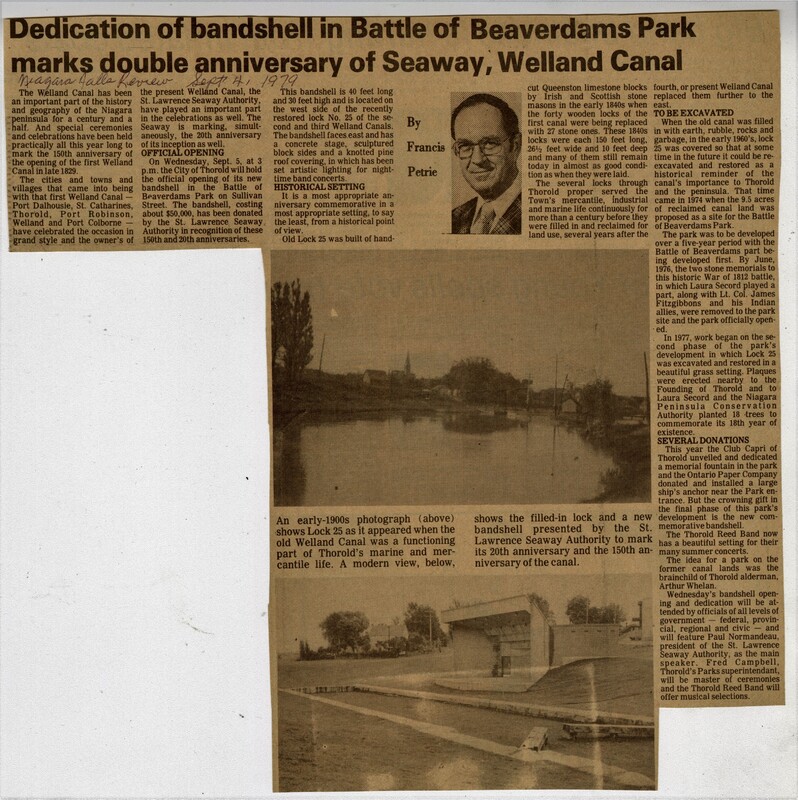 Dedication of bandshell in Battle of Beaverdams Park
marks double anniversary of Seaway, Welland Canal
Niagara Falls Review Sept 4, 1979
The Welland Canal has been
an important part of the history
and geography of the Niagara
peninsula for a century and a
half. And special ceremonies
and celebrations have been held
practically all this year long to
mark the 150th anniversary of
the opening of the first Welland
Canal in late 1829.
The cities and towns and
villages that came into being
with that first Welland Canal —
Port Dalhousie, St. Catharines,
Thorold, Port Robinson,
Welland and Port Colborne —
have celebrated the occasion in
grand style and the owner's of
the present Welland Canal, the
St. Lawrence Seaway Authority,
have played an important part
in the celebrations as well. The
Seaway is marking, simult-
aneously, the 20th anniversary
of its inception as well.
OFFICIAL OPENING
On Wednesday, Sept. 5, at 3
p.m. the City of Thorold will hold
the official opening of its new
bandshell in the Battle of
Beaverdams Park on Sullivan
Street. The bandshell, costing
about $50,000, has been donated
by the St. Lawrence Seaway
Authority in recognition of these
150th and 20th anniversaries.
This bandshell is 40 feet long
and 30 feet high and is located on
the west side of the recently
restored lock No. 25 of the sec-
ond and third Welland Canals.
The bandshell faces east and has
a concrete stage, sculptured
block sides and a knotted pine
roof covering, in which has been
set artistic lighting for night-
time band concerts.
HISTORICAL SETTING
It is a most appropriate an-
niversary commemorative in a
most appropriate setting, to say
the least, from a historical point
of view.
Old Lock 25 was built of hand-
By
Francis
Petrie
cut Queenston limestone blocks
by Irish and Scottish stone
masons in the early 1840s when
the forty wooden locks of the
first canal were being replaced
with 27 stone ones. These 1840s
locks were each 150 feet long,
26½ feet wide and 10 feet deep
and many of them still remain
today in almost as good condi-
tion as when they were laid.
The several locks through
Thorold proper served the
Town's mercantile, industrial
and marine life continuously for
more than a century before they
were filled in and reclaimed for
land use, several years after the
fourth, or present Welland Canal
replaced them further to the
east.
TO BE EXCAVATED
When the old canal was filled
in with earth, rubble, rocks and
garbage, in the early 1960's, lock
25 was covered so that at some
time in the future it could be re-
excavated and restored as a
historical reminder of the
canal's importance to Thorold
and the peninsula. That time
came in 1974 when the 9.5 acres
of reclaimed canal land was
proposed as a site for the Battle
of Beaverdams Park.
The park was to be developed
over a five-year period with the
Battle of Beaverdams part be-
ing developed first. By June,
1976, the two stone memorials to
this historic War of 1812 battle,
in which Laura Secord played a
part, along with Lt. Col. James
Fitzgibbons and his Indian
allies, were removed to the park
site and the park officially open-
ed.
In 1977, work began on the se-
cond phase of the park's
development in which Lock 25
was excavated and restored in a
beautiful grass setting. Plaques
were erected nearby to the
Founding of Thorold and to
Laura Secord and the Niagara
Peninsula Conservation
Authority planted 18 trees to
commemorate its 18th year of
existence.
SEVERAL DONATIONS
This year the Club Capri of
Thorold unveiled and dedicated
a memorial fountain in the park
and the Ontario Paper Company
donated and installed a large
ship's anchor near the Park en-
trance. But the crowning gift in
the final phase of this park's
development is the new com-
memorative bandshell.
The Thorold Reed Band now
has a beautiful setting for their
many summer concerts.
The idea for a park on the
former canal lands was the
brainchild of Thorold alderman,
Arthur Whelan.
Wednesday's bandshell open-
ing and dedication will be at-
tended by officials of all levels of
government — federal, provin-
cial, regional and civic — and
will feature Paul Normandeau,
president of the St. Lawrence
Seaway Authority, as the main
speaker. Fred Campbell,
Thorold's Parks superintendant,
will be master of ceremonies
and the Thorold Reed Band will
offer musical selections.
An early-1900s photograph (above)
shows Lock 25 as it appeared when the
old Welland Canal was a functioning
part of Thorold's marine and mer-
cantile life. A modern view, below,
shows the filled-in lock and a new
bandshell presented by the St.
Lawrence Seaway Authority to mark
its 20th anniversary and the 150th an-
niversary of the canal.